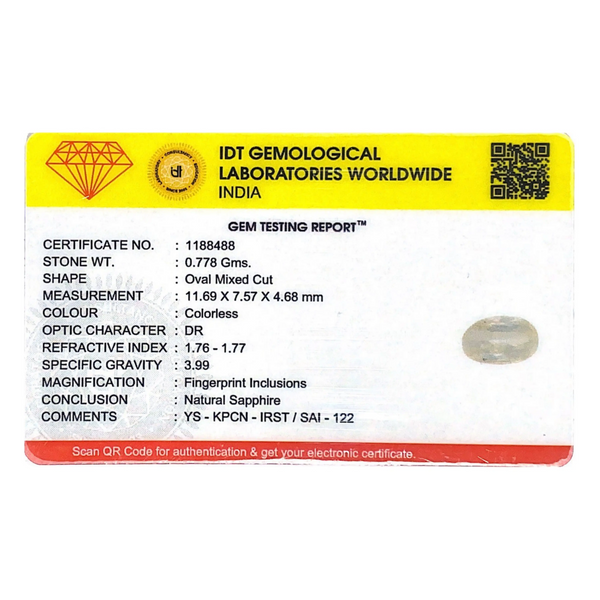 IDT GEMOLOGICAL
LABORATORIES WORLDWIDE
INDIA
GEM TESTING REPORT™
CERTIFICATE NO. : 1188488
STONE WT. : 0.778 Gms.
SHAPE : Oval Mixed Cut
MEASUREMENT : 11.69 X 7.57 X 4.68 mm
COLOUR : Colorless
OPTIC CHARACTER : DR
REFRACTIVE INDEX : 1.76 - 1.77
SPECIFIC GRAVITY : 3.99
MAGNIFICATION : Fingerprint Inclusions
CONCLUSION : Natural Sapphire
COMMENTS : YS - KPCN - IRST / SAI - 122
Scan QR Code for authentication & get your electronic certificate.